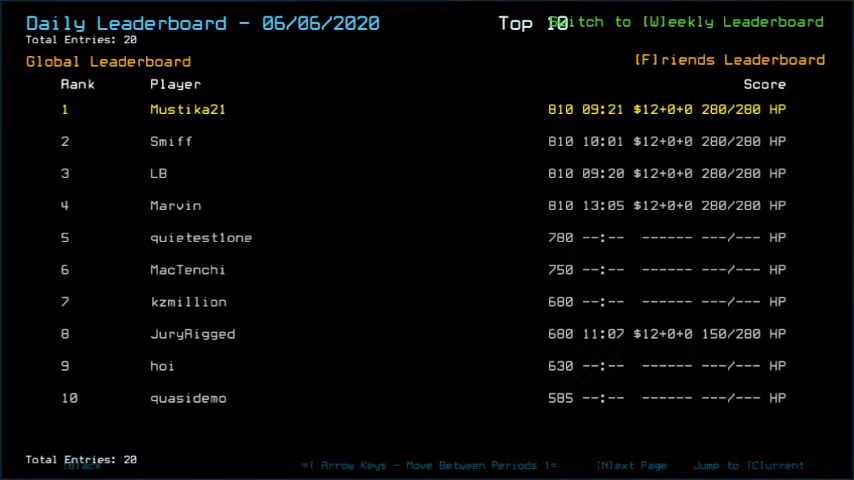 Daily Leaderboard - 06/06/2020 Top 10 Switch to [W]eekly Leaderboard
Total Entries: 20
Global Leaderboard [F]riends Leaderboard
Rank Player Score
1 Mustika21 810 09:21 $12+0+0 280/280 HP
2 Smiff 810 10:01 $12+0+0 280/280 HP
3 LB 810 09:20 $12+0+0 280/280 HP
4 Marvin 810 13:05 $12+0+0 280/280 HP
5 quietest1one 780 --:-- ------ ---/--- HP
6 MacTenchi 750 --:-- ------ ---/--- HP
7 kzmillion 680 --:-- ------ ---/--- HP
8 JuryRigged 680 11:07 $12+0+0 150/280 HP
9 hoi 630 --:-- ------ ---/--- HP
10 quasidemo 585 --:-- ------ ---/--- HP
Total Entries: 20
[B]ack =[ Arrow Keys - Move Between Periods ]= [N]ext Page Jump to [C]urrent